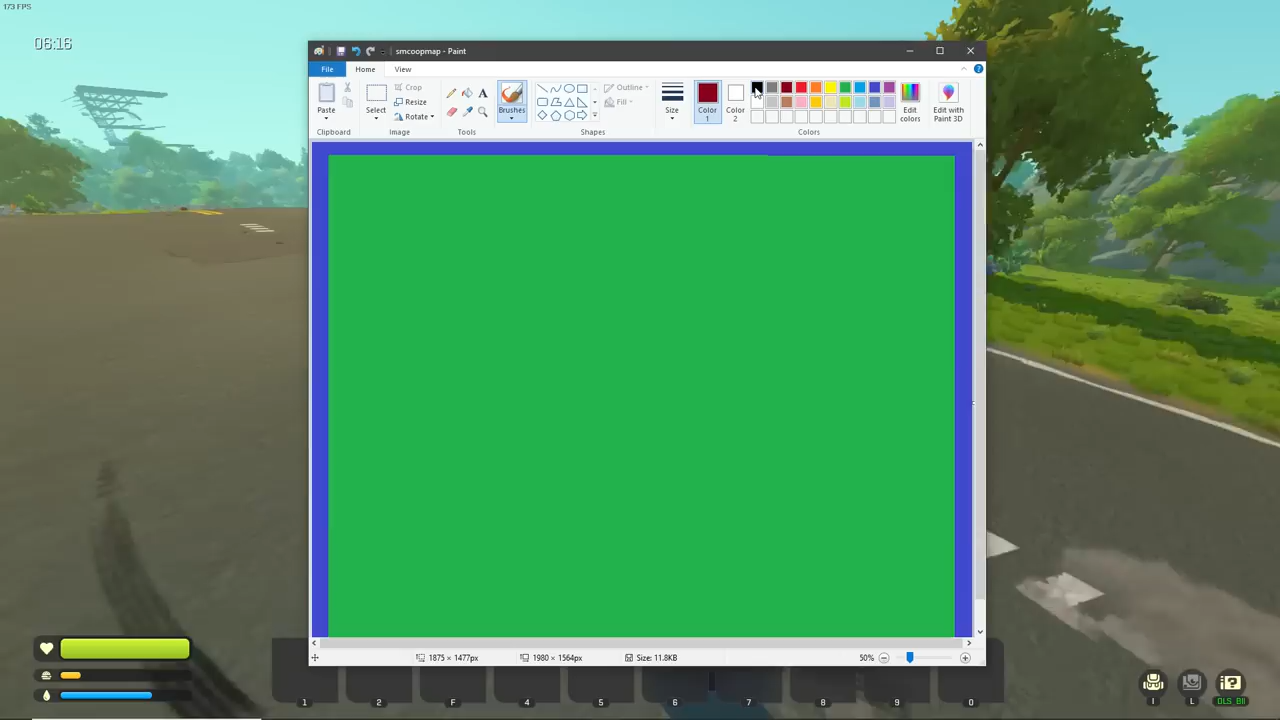 173 FPS
06:16
smcoopmap - Paint
File Home View
Paste
Clipboard
Select
Crop
Resize
Rotate
Image
Tools
Brushes
Shapes
Outline
Fill
Size
Color 1
Color 2
Colors
Edit colors
Edit with Paint 3D
1875 × 1477px
1980 × 1564px
Size: 11.8KB
50%
1 2 F 4 5 6 7 8 9 0
I L